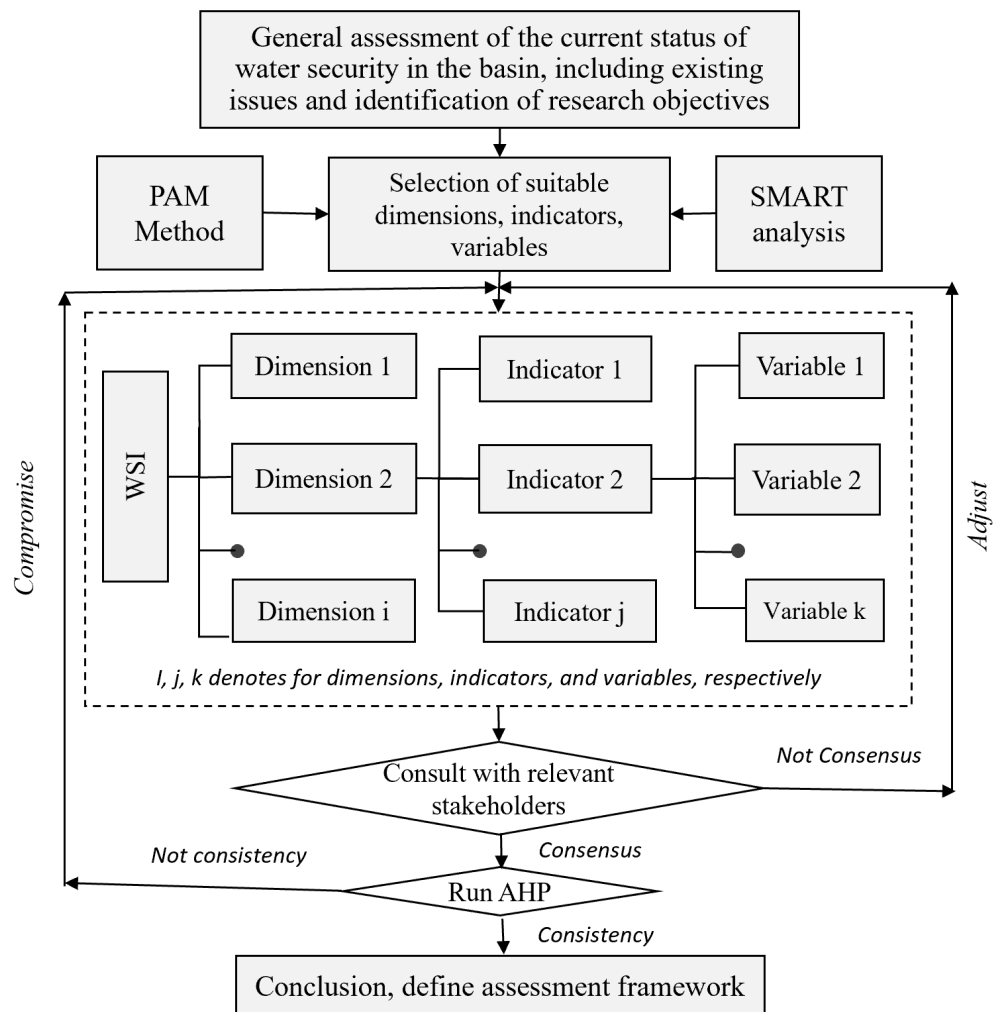 General assessment of the current status of
water security in the basin, including existing
issues and identification of research objectives
PAM
Method
Selection of suitable
dimensions, indicators,
variables
SMART
analysis
Compromise
WSI
Dimension 1
Indicator 1
Variable 1
Dimension 2
Indicator 2
Variable 2
Dimension i
Indicator j
Variable k
I, j, k denotes for dimensions, indicators, and variables, respectively
Adjust
Consult with relevant
stakeholders
Not Consensus
Consensus
Not consistency
Run AHP
Consistency
Conclusion, define assessment framework